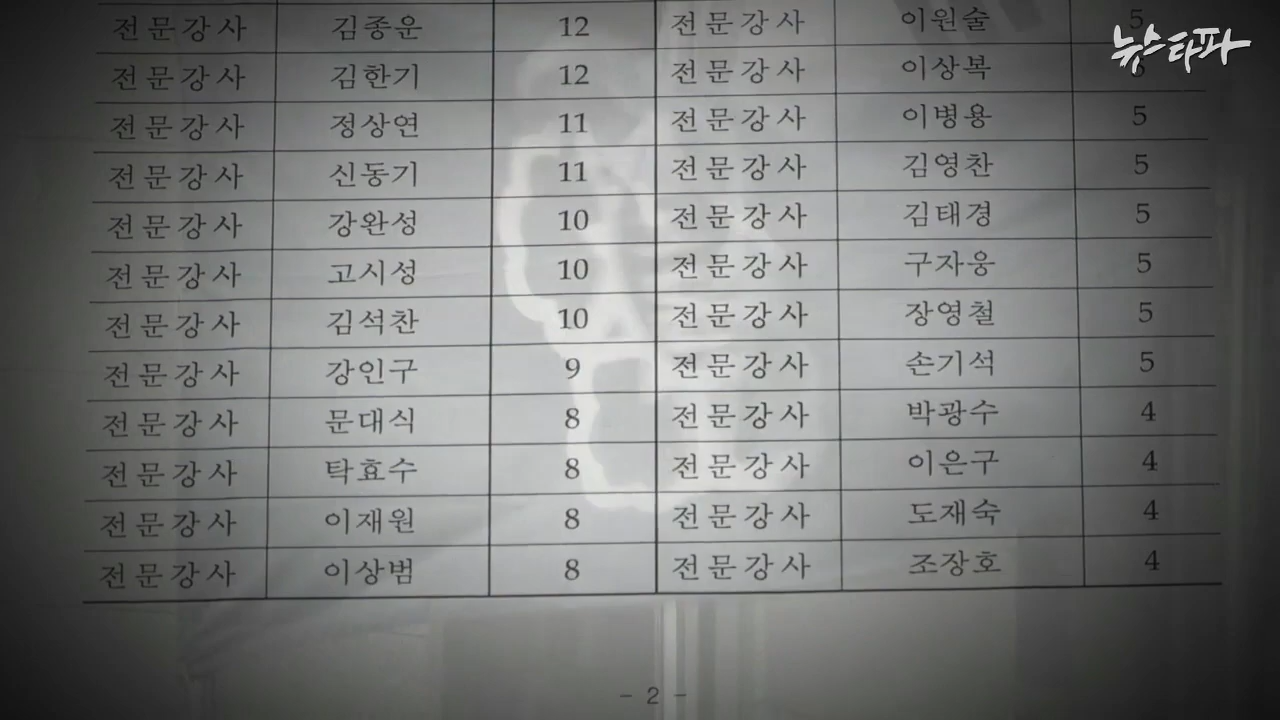 전문강사 김종운 12 전문강사 이원술 5
뉴스타파
전문강사 김한기 12 전문강사 이상복
전문강사 정상연 11 전문강사 이병용 5
전문강사 신동기 11 전문강사 김영찬 5
전문강사 강완성 10 전문강사 김태경 5
전문강사 고시성 10 전문강사 구자웅 5
전문강사 김석찬 10 전문강사 장영철 5
전문강사 강인구 9 전문강사 손기석 5
전문강사 문대식 8 전문강사 박광수 4
전문강사 탁효수 8 전문강사 이은구 4
전문강사 이재원 8 전문강사 도재숙 4
전문강사 이상범 8 전문강사 조장호 4
- 2 -